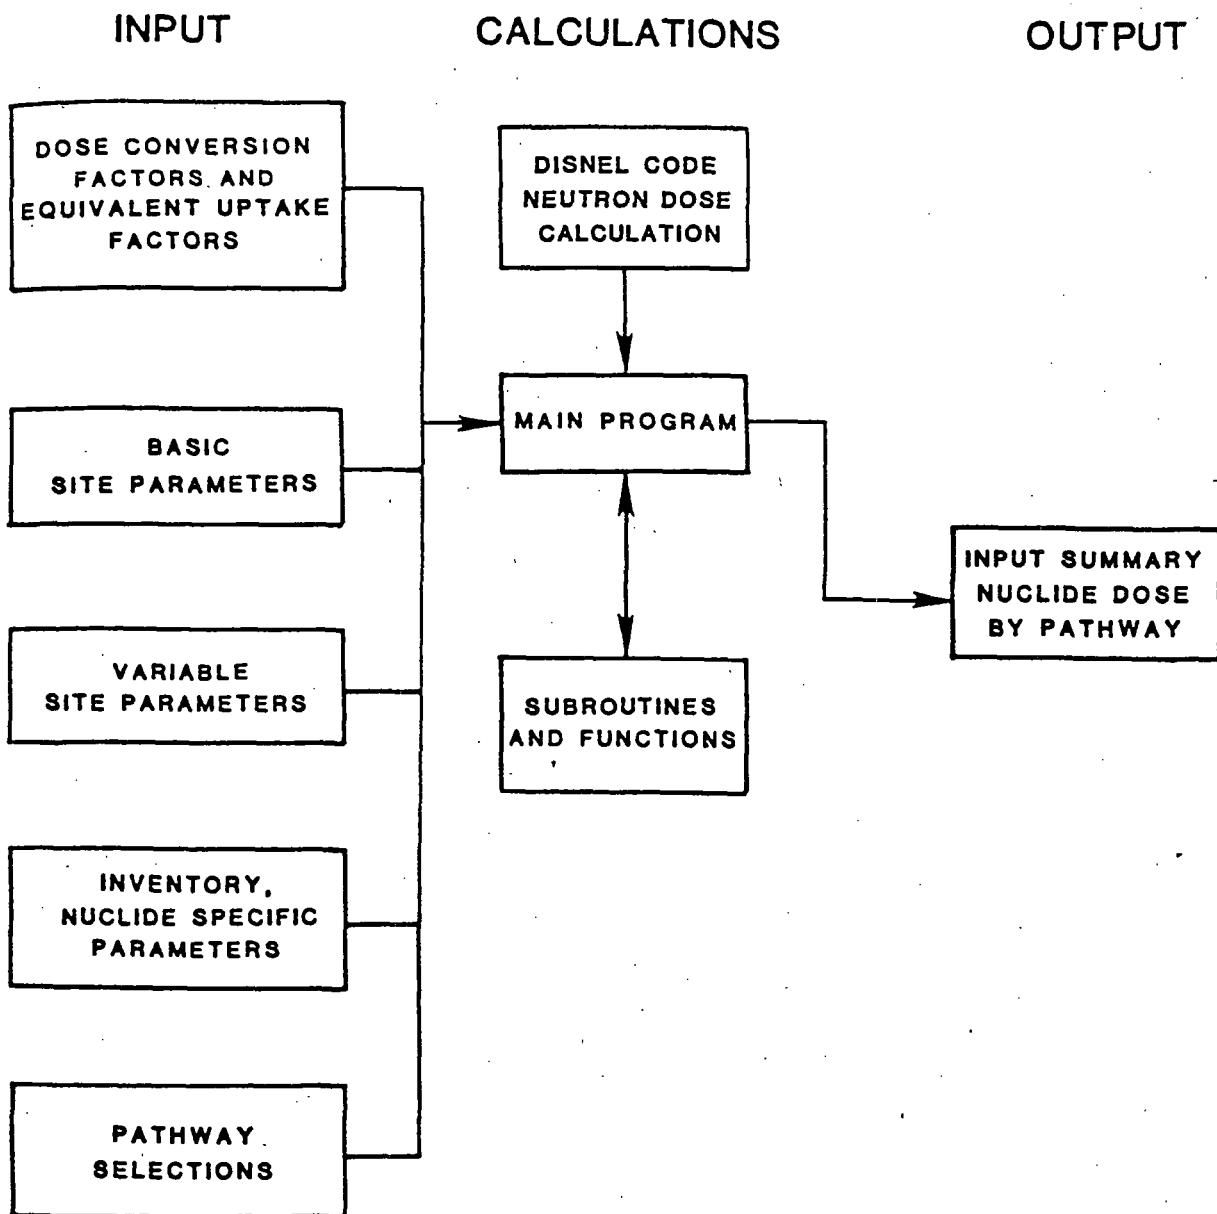 INPUT
CALCULATIONS
OUTPUT
DOSE CONVERSION
FACTORS AND
EQUIVALENT UPTAKE
FACTORS
BASIC
SITE PARAMETERS
VARIABLE
SITE PARAMETERS
INVENTORY,
NUCLIDE SPECIFIC
PARAMETERS
PATHWAY
SELECTIONS
DISNEL CODE
NEUTRON DOSE
CALCULATION
MAIN PROGRAM
SUBROUTINES
AND FUNCTIONS
INPUT SUMMARY
NUCLIDE DOSE
BY PATHWAY